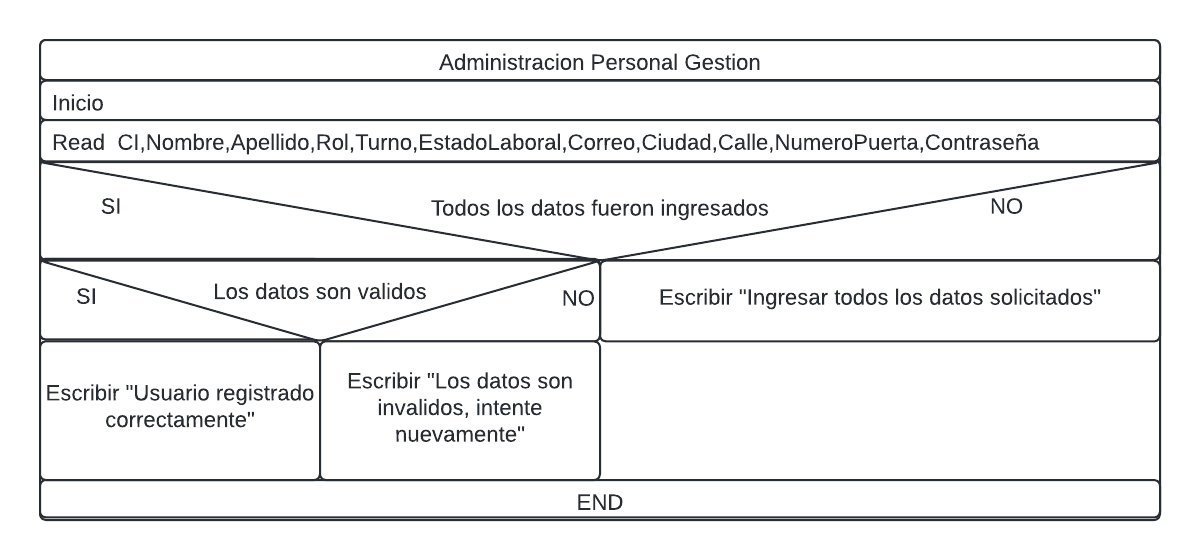 Administracion Personal Gestion
Inicio
Read  CI,Nombre,Apellido,Rol,Turno,EstadoLaboral,Correo,Ciudad,Calle,NumeroPuerta,Contraseña
SI
Todos los datos fueron ingresados
NO
SI
Los datos son validos
NO
Escribir "Ingresar todos los datos solicitados"
Escribir "Usuario registrado
correctamente"
Escribir "Los datos son
invalidos, intente
nuevamente"
END